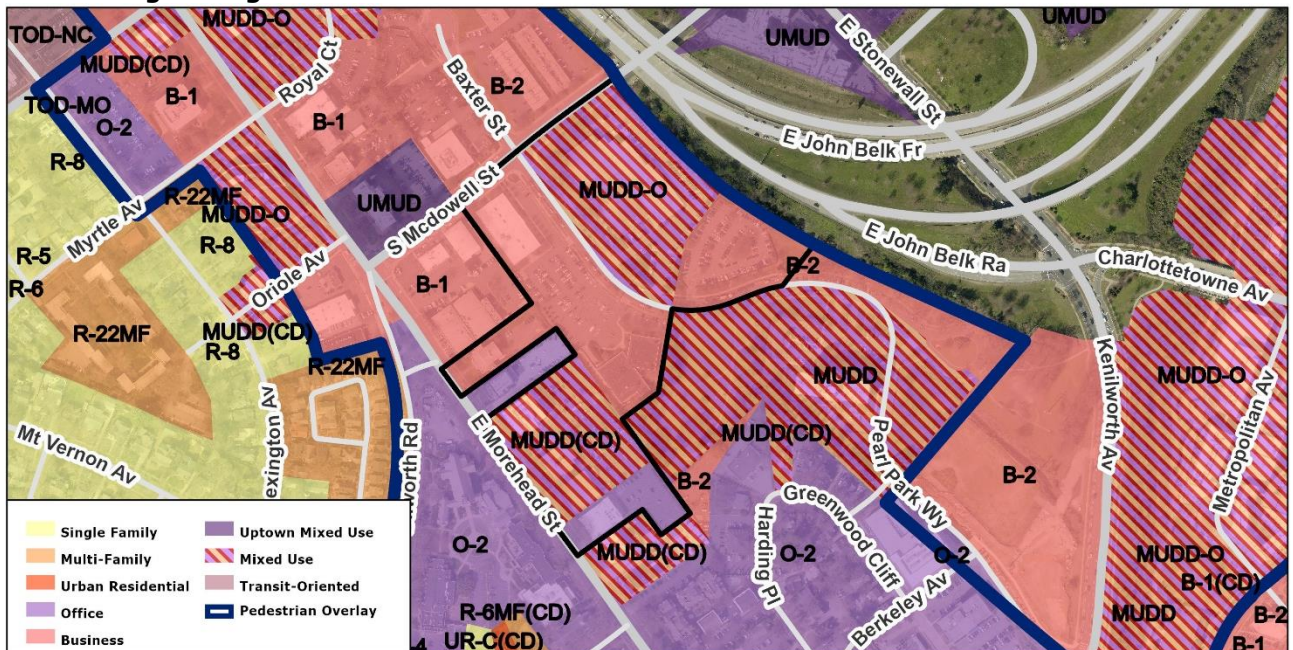 MUDD-O
UMUD
E Stonewall St
UMUD
TOD-NC
MUDD(CD)
B-1
Royal Ct
Baxter St
B-2
TOD-MO
O-2
B-1
E John Belk Fr
R-8
R-22MF
MUDD-O
UMUD
S Mcdowell St
MUDD-O
Myrtle Av
R-8
R-5
R-6
Oriole Av
B-1
B-2
E John Belk Ra
Charlottetowne Av
R-22MF
MUDD(CD)
R-8
R-22MF
MUDD
Kenilworth Av
MUDD-O
Metropolitan Av
Mt Vernon Av
exington Av
worth Rd
E Morehead St
MUDD(CD)
MUDD(CD)
Pearl Park Wy
B-2
B-2
Greenwood Cliff
Harding Pl
O-2
MUDD(CD)
O-2
O-2
Berkeley Av
MUDD-O
B-1(CD)
MUDD
B-2
B-1
R-6MF(CD)
UR-C(CD)
4
Single Family
Multi-Family
Urban Residential
Office
Business
Uptown Mixed Use
Mixed Use
Transit-Oriented
Pedestrian Overlay